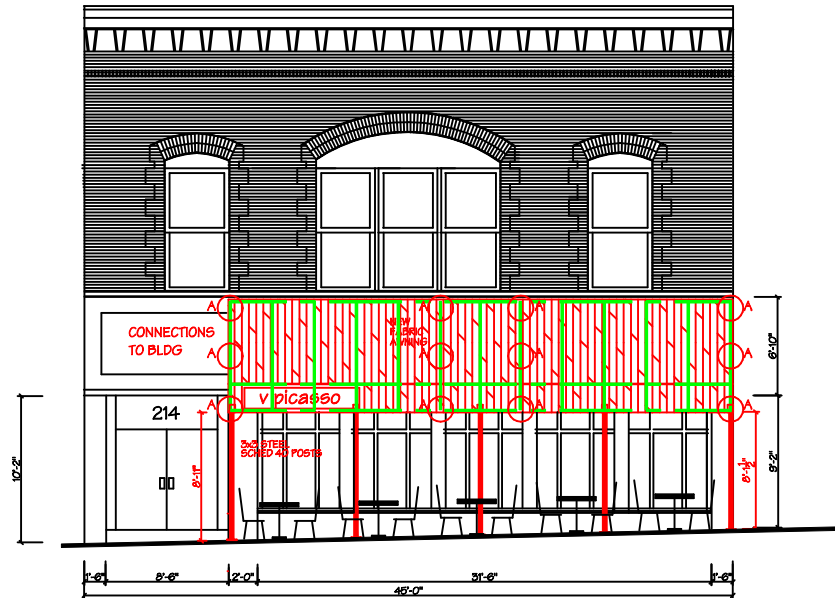 A A A A
CONNECTIONS
TO BLDG
NEW
FABRIC
AWNING
A A A A
6'-10"
v picasso
A A A A
214
3x3 STEEL
SCHED 40 POSTS
10'-2"
8'-11"
8'-1 1/2"
9'-2"
1'-6" 8'-6" 2'-0" 31'-6" 1'-6"
45'-0"